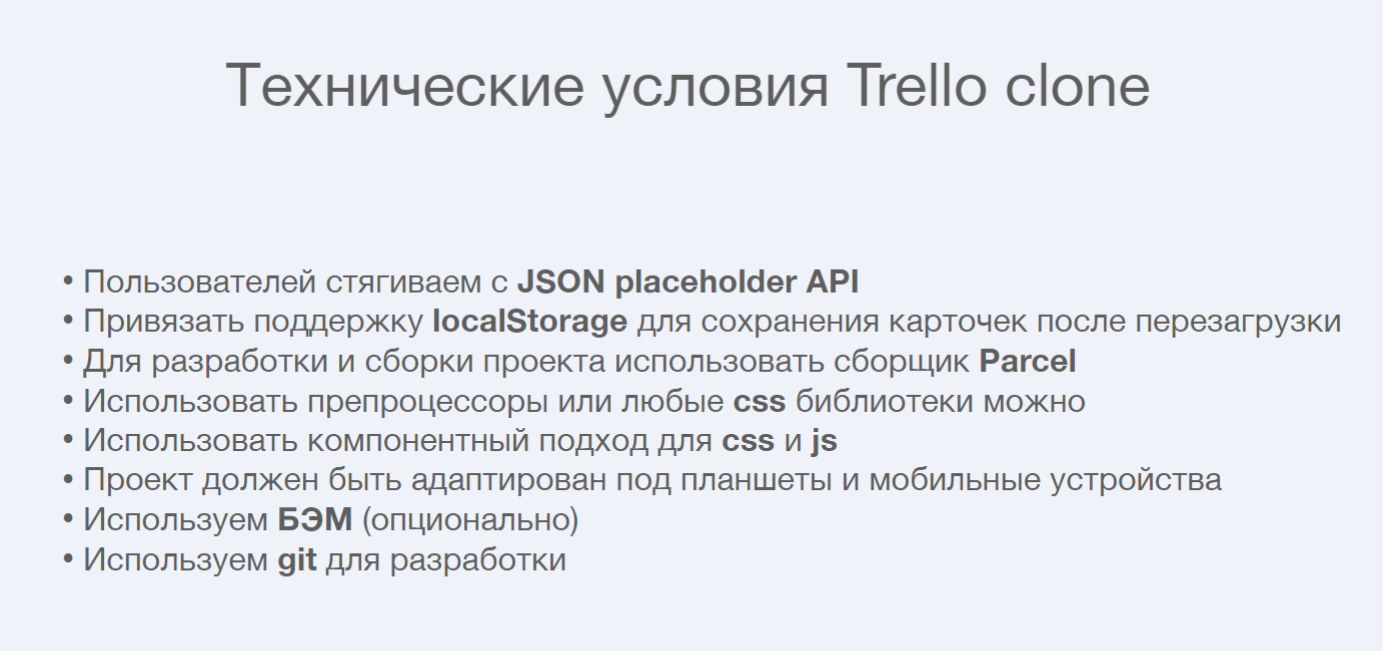 Технические условия Trello clone
• Пользователей стягиваем с JSON placeholder API
• Привязать поддержку localStorage для сохранения карточек после перезагрузки
• Для разработки и сборки проекта использовать сборщик Parcel
• Использовать препроцессоры или любые css библиотеки можно
• Использовать компонентный подход для css и js
• Проект должен быть адаптирован под планшеты и мобильные устройства
• Используем БЭМ (опционально)
• Используем git для разработки